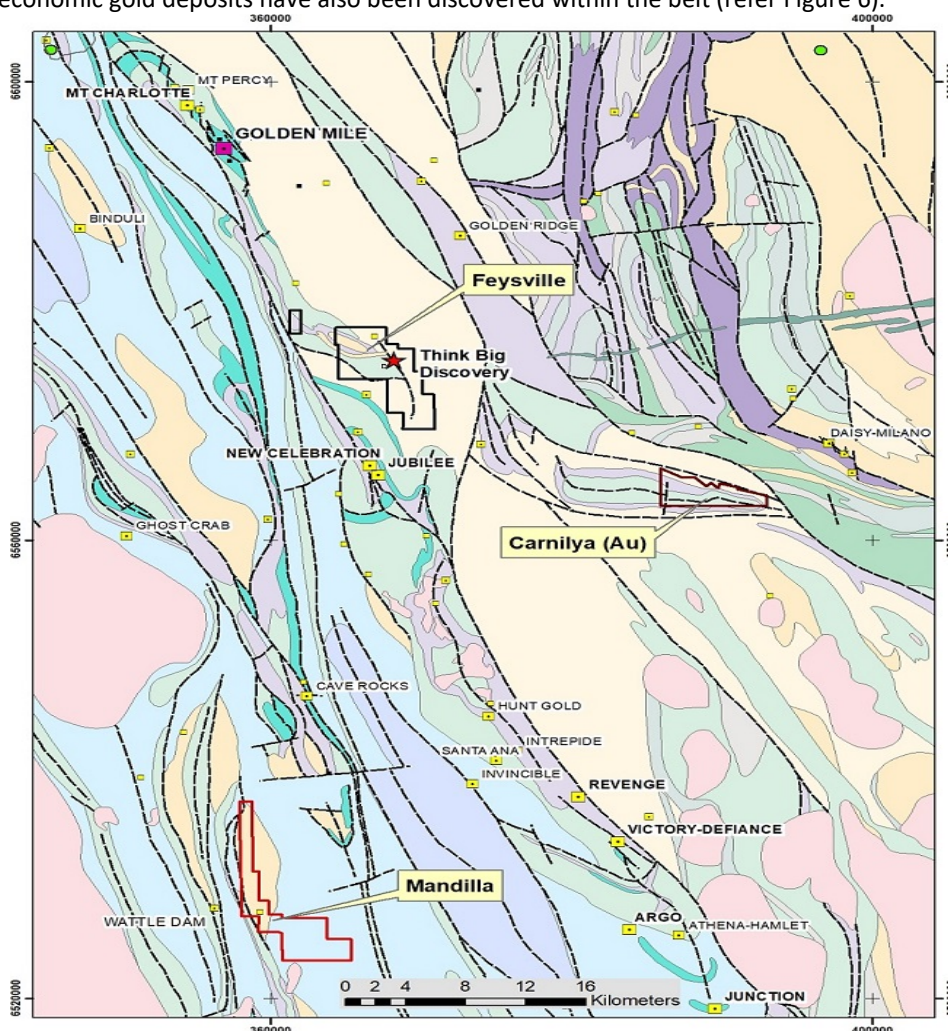 economic gold deposits have also been discovered within the belt (refer Figure 6).
360000
400000
6600000
MT PERCY
MT CHARLOTTE
GOLDEN MILE
BINDULI
GOLDEN RIDGE
Feysville
Think Big
Discovery
DAISY-MILANO
NEW CELEBRATION
JUBILEE
GHOST CRAB
6560000
Carnilya (Au)
CAVE ROCKS
HUNT GOLD
SANTA ANA
INTREPIDE
INVINCIBLE
REVENGE
VICTORY-DEFIANCE
Mandilla
WATTLE DAM
ARGO
ATHENA-HAMLET
0 2 4 8 12 16
Kilometers
JUNCTION
6520000
360000
400000